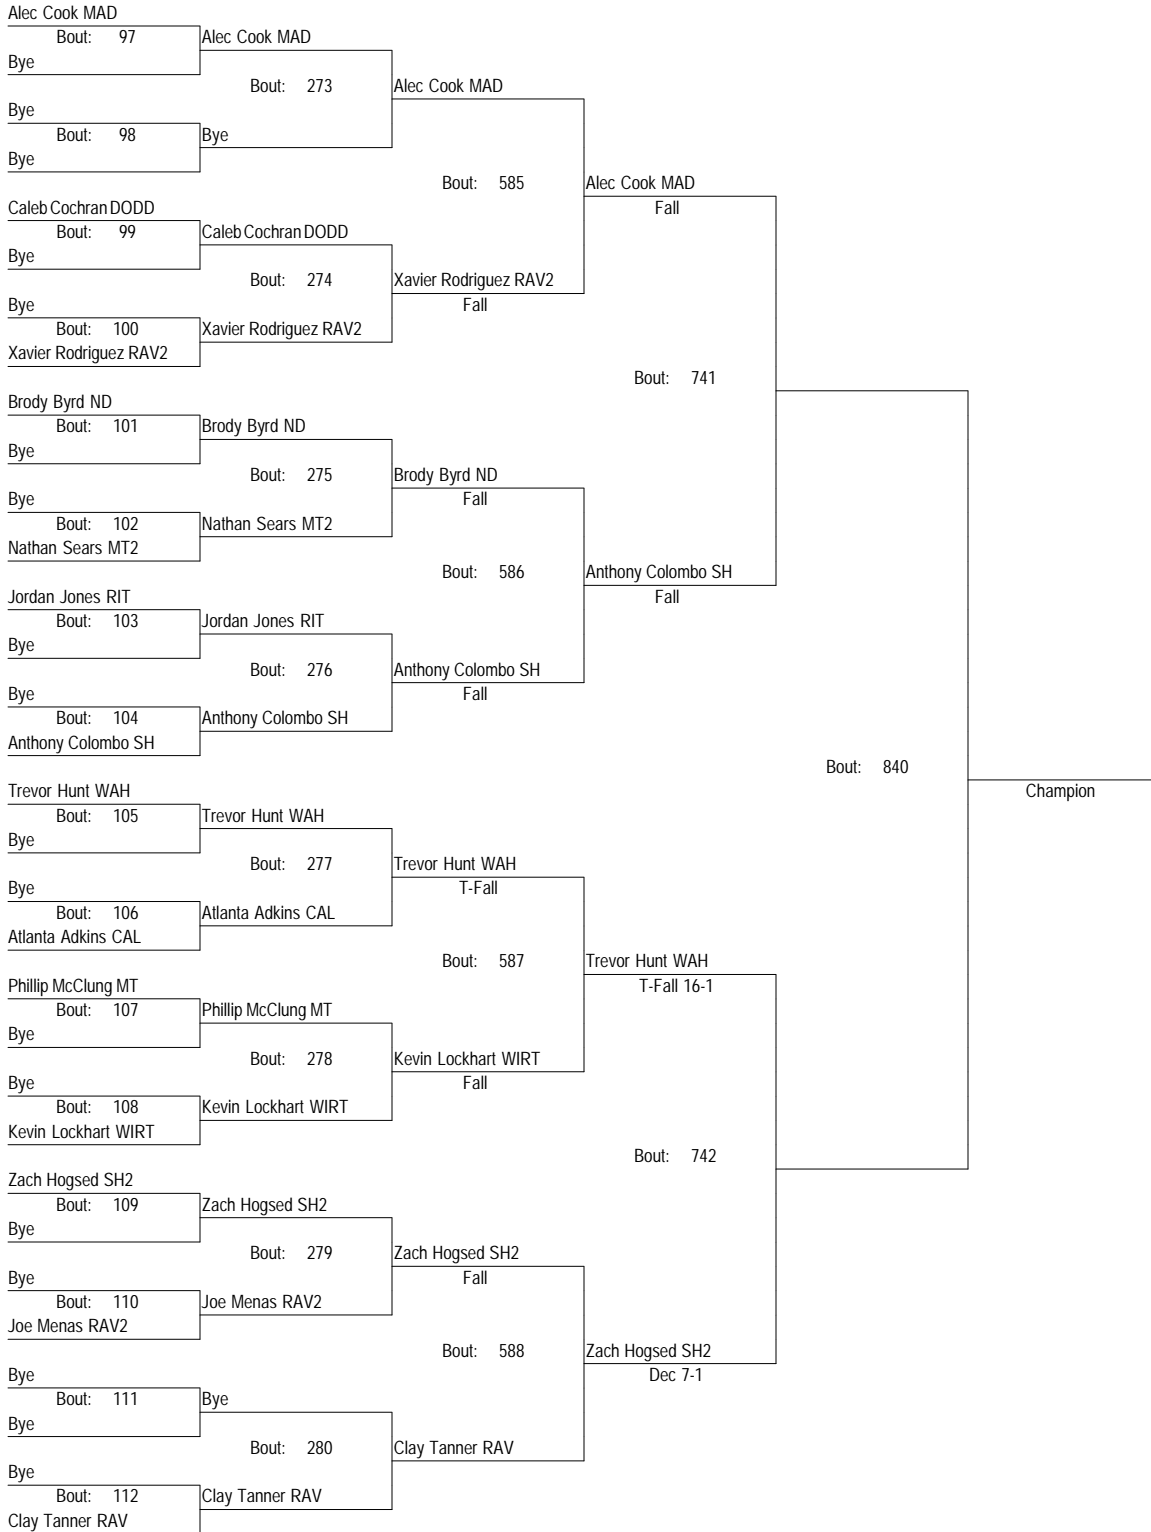 Alec Cook MAD
Bout: 97
Alec Cook MAD
Bye
Bout: 273
Alec Cook MAD
Bye
Bout: 98
Bye
Bye
Bout: 585
Alec Cook MAD
Fall
Caleb Cochran DODD
Bout: 99
Caleb Cochran DODD
Bye
Bout: 274
Xavier Rodriguez RAV2
Fall
Bye
Bout: 100
Xavier Rodriguez RAV2
Xavier Rodriguez RAV2
Bout: 741
Brody Byrd ND
Bout: 101
Brody Byrd ND
Bye
Bout: 275
Brody Byrd ND
Fall
Bye
Bout: 102
Nathan Sears MT2
Nathan Sears MT2
Bout: 586
Anthony Colombo SH
Fall
Jordan Jones RIT
Bout: 103
Jordan Jones RIT
Bye
Bout: 276
Anthony Colombo SH
Fall
Bye
Bout: 104
Anthony Colombo SH
Anthony Colombo SH
Bout: 840
Champion
Trevor Hunt WAH
Bout: 105
Trevor Hunt WAH
Bye
Bout: 277
Trevor Hunt WAH
T-Fall
Bye
Bout: 106
Atlanta Adkins CAL
Atlanta Adkins CAL
Bout: 587
Trevor Hunt WAH
T-Fall 16-1
Phillip McClung MT
Bout: 107
Phillip McClung MT
Bye
Bout: 278
Kevin Lockhart WIRT
Fall
Bye
Bout: 108
Kevin Lockhart WIRT
Kevin Lockhart WIRT
Bout: 742
Zach Hogsed SH2
Bout: 109
Zach Hogsed SH2
Bye
Bout: 279
Zach Hogsed SH2
Fall
Bye
Bout: 110
Joe Menas RAV2
Joe Menas RAV2
Bout: 588
Zach Hogsed SH2
Dec 7-1
Bye
Bout: 111
Bye
Bye
Bout: 280
Clay Tanner RAV
Bye
Bout: 112
Clay Tanner RAV
Clay Tanner RAV